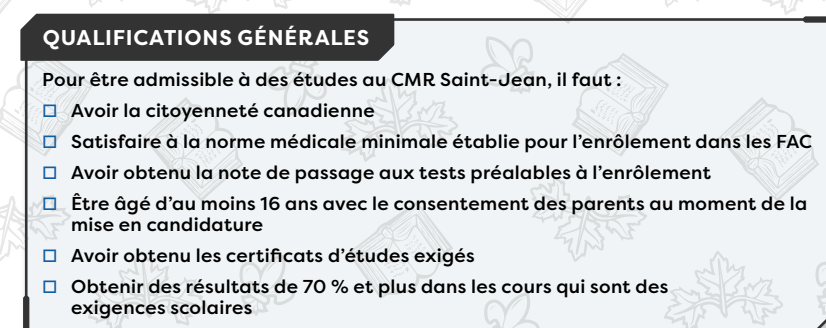 QUALIFICATIONS GÉNÉRALES
Pour être admissible à des études au CMR Saint-Jean, il faut :
□ Avoir la citoyenneté canadienne
□ Satisfaire à la norme médicale minimale établie pour l'enrôlement dans les FAC
□ Avoir obtenu la note de passage aux tests préalables à l'enrôlement
□ Être âgé d'au moins 16 ans avec le consentement des parents au moment de la
mise en candidature
□ Avoir obtenu les certificats d'études exigés
□ Obtenir des résultats de 70 % et plus dans les cours qui sont des
exigences scolaires